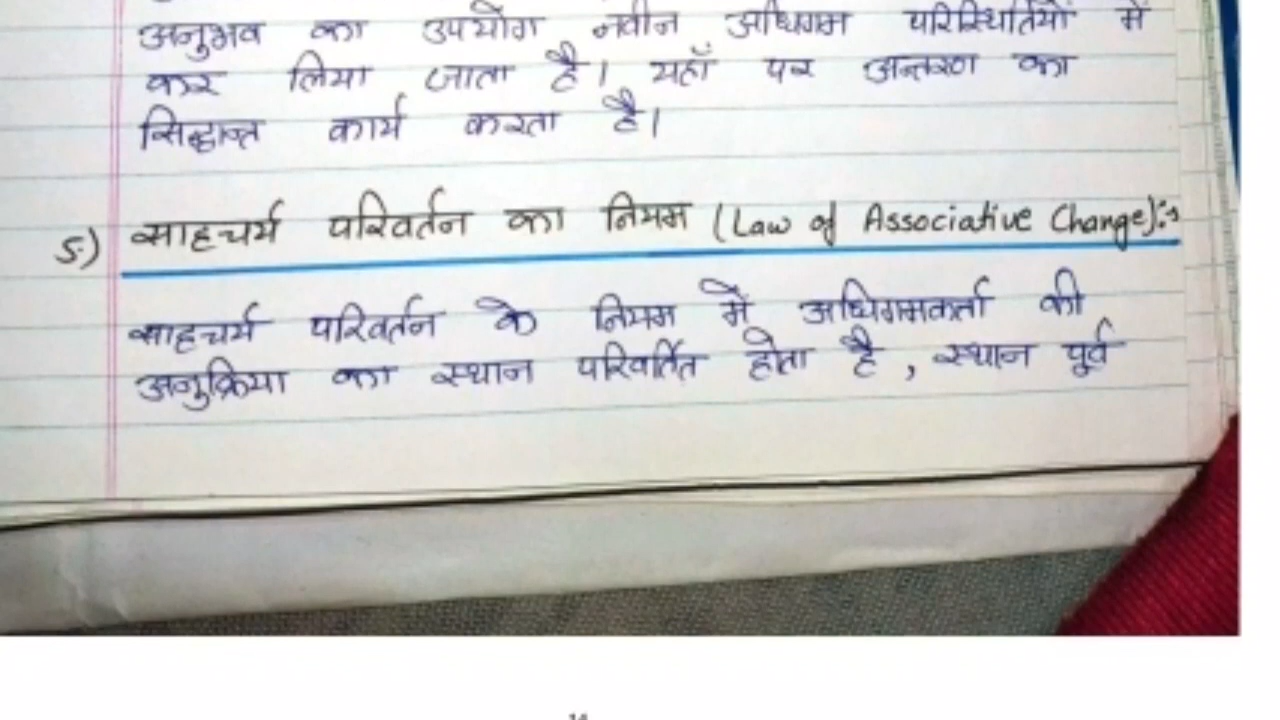 अनुभव का उपयोग नवीन अधिगम परिस्थितियों में
कर लिया जाता है। यहाँ पर अन्तरण का
सिद्धान्त कार्य करता है।
5.) साहचर्य परिवर्तन का नियम (Law of Associative Change):-
साहचर्य परिवर्तन के नियम में अधिगमकर्ता की
अनुक्रिया का स्थान परिवर्तित होता है, स्थान पूर्व